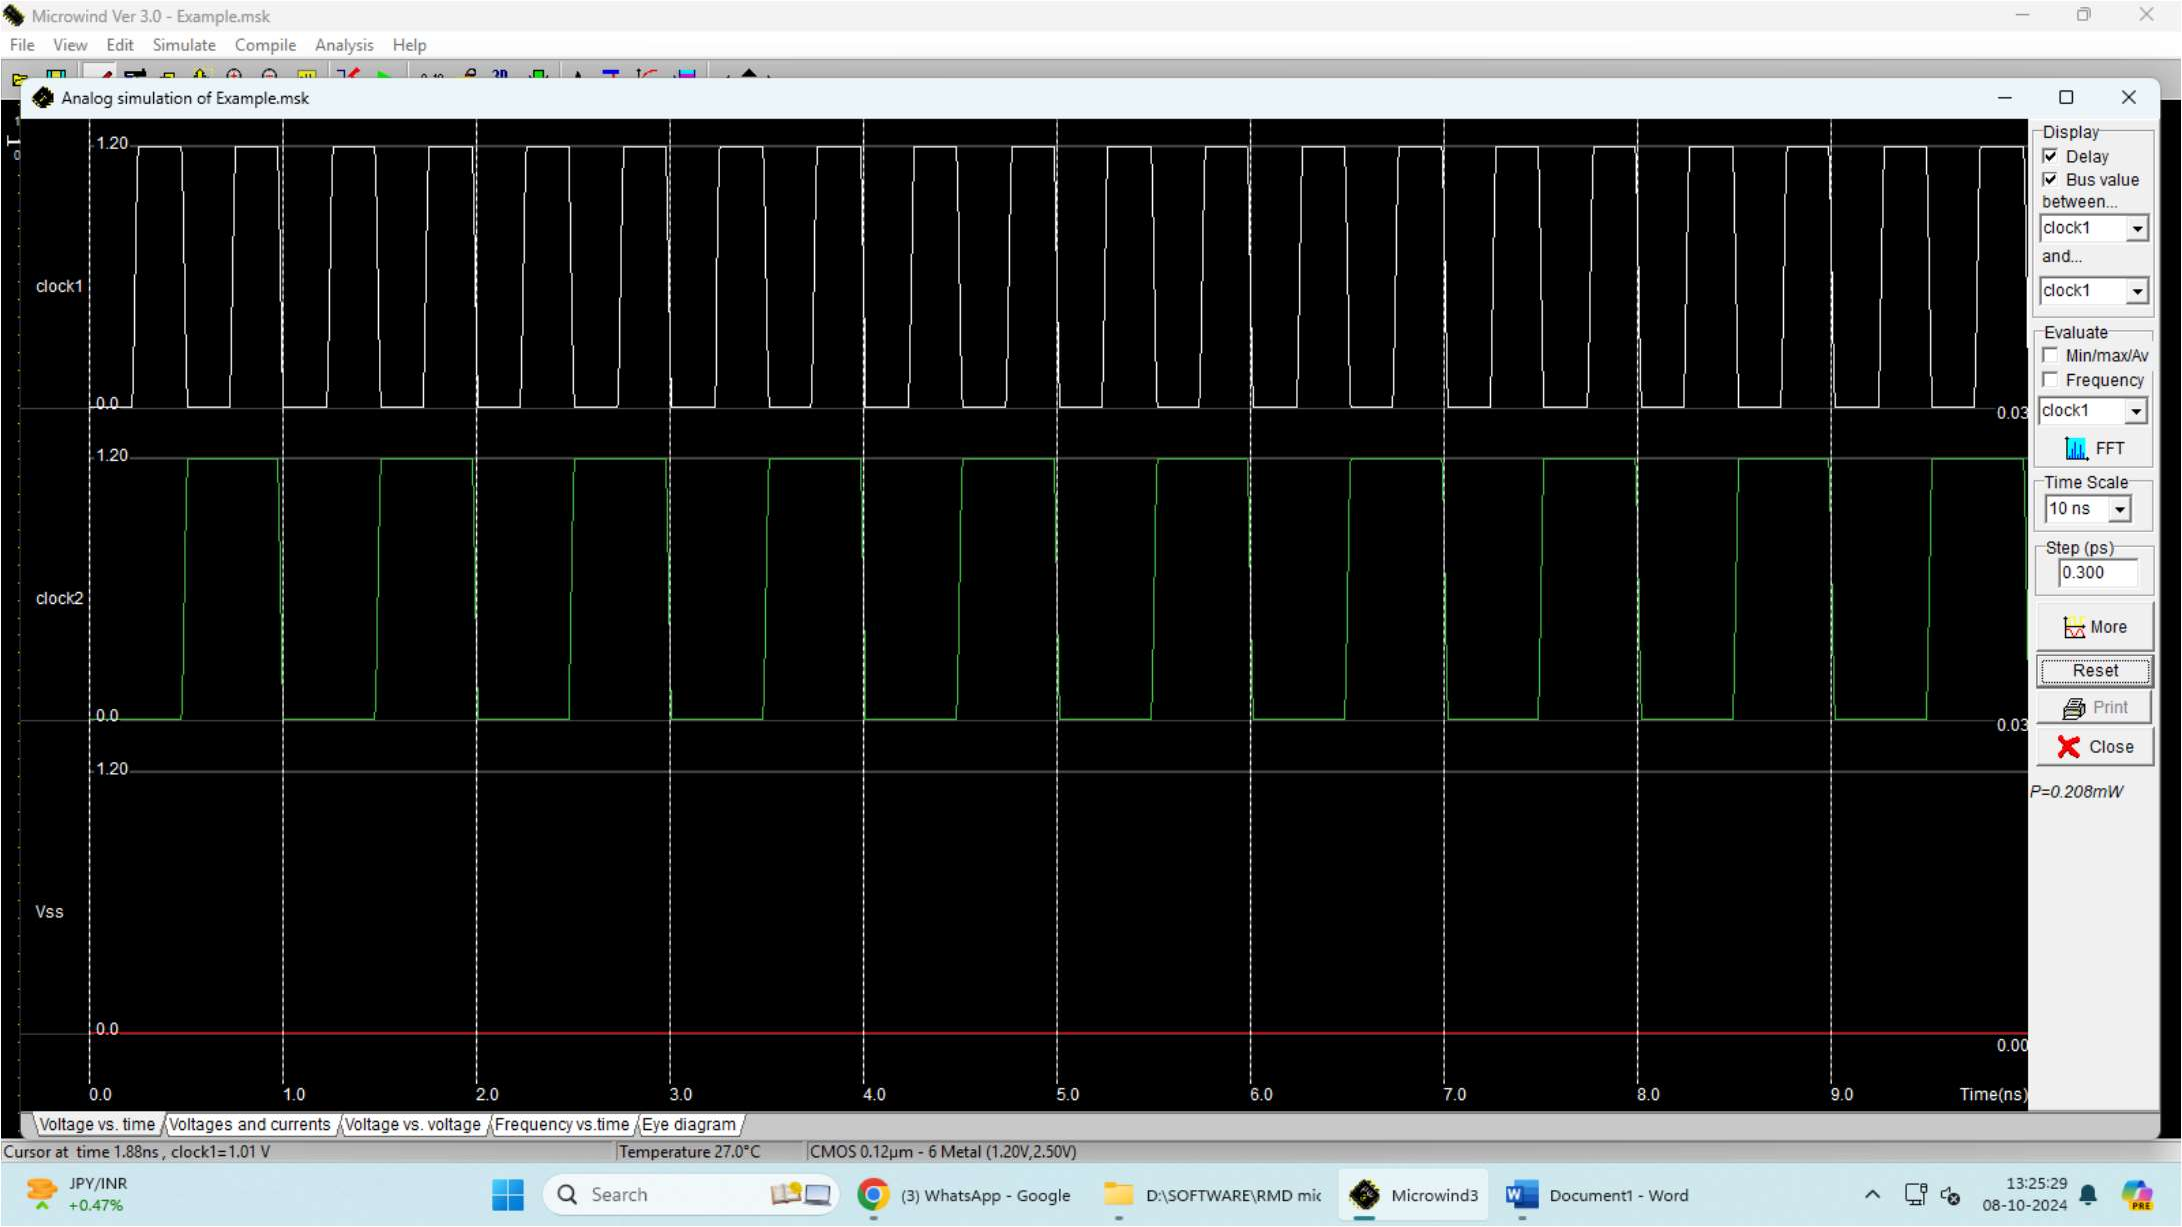 Microwind Ver 3.0 - Example.msk
File View Edit Simulate Compile Analysis Help
Analog simulation of Example.msk
1.20
clock1
0.0
0.03
1.20
clock2
0.0
0.03
1.20
Vss
0.0
0.00
0.0 1.0 2.0 3.0 4.0 5.0 6.0 7.0 8.0 9.0 Time(ns)
Display
Delay
Bus value
between...
clock1
and...
clock1
Evaluate
Min/max/Av
Frequency
clock1
FFT
Time Scale
10 ns
Step (ps)
0.300
More
Reset
Print
Close
P=0.208mW
Voltage vs. time Voltages and currents Voltage vs. voltage Frequency vs.time Eye diagram
Cursor at time 1.88ns , clock1=1.01 V Temperature 27.0°C CMOS 0.12µm - 6 Metal (1.20V,2.50V)
JPY/INR
+0.47%
Search
(3) WhatsApp - Google
D:\SOFTWARE\RMD mic
Microwind3
Document1 - Word
13:25:29
08-10-2024
PRE